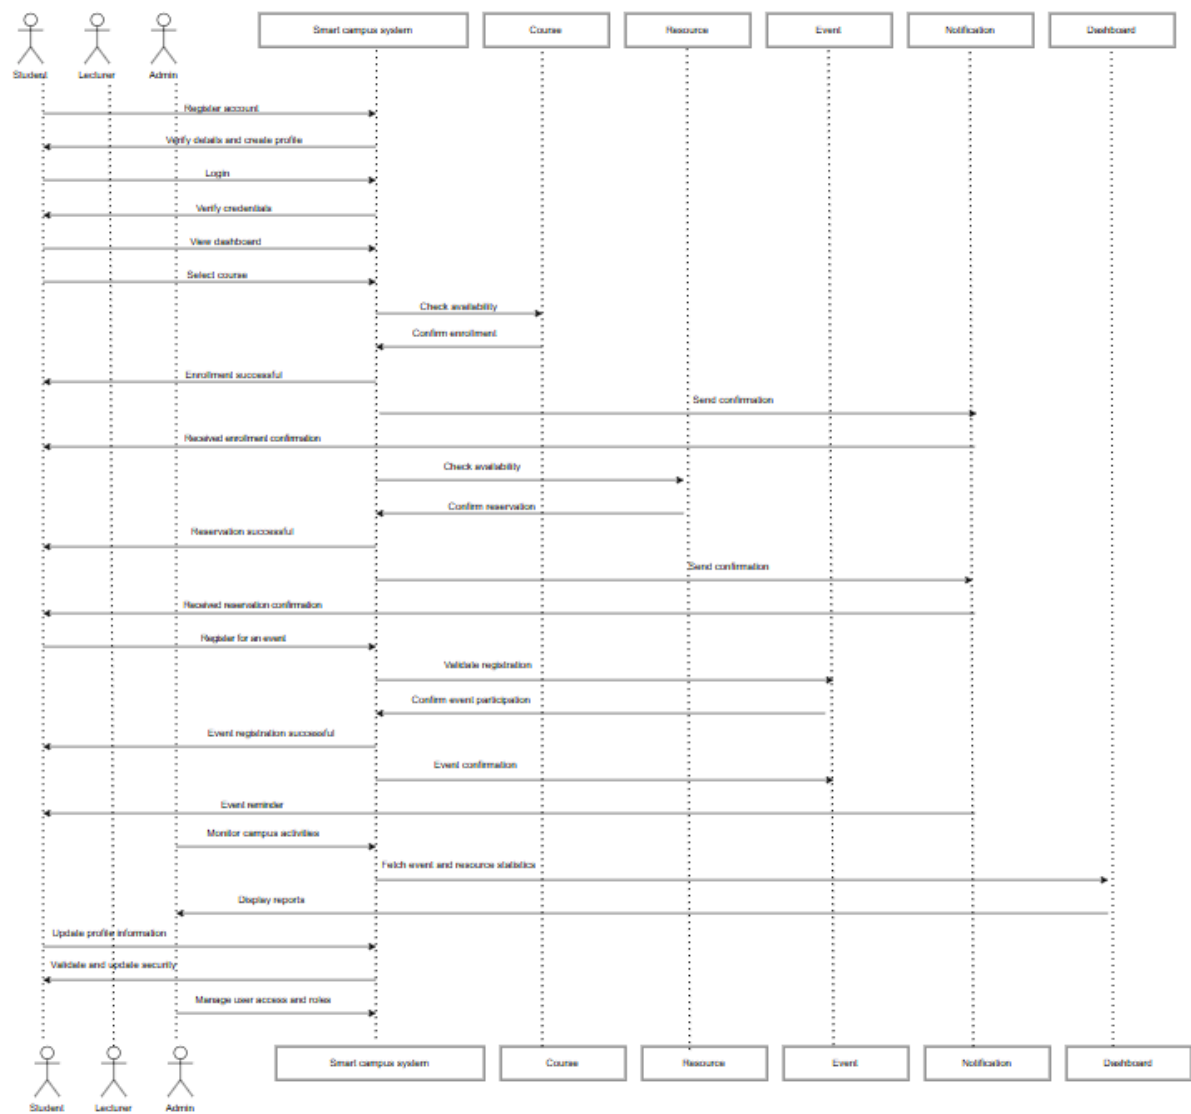 Smart campus system
Course
Resource
Event
Notification
Dashboard
Student
Lecturer
Admin
Register account
Verify details and create profile
Login
Verify credentials
View dashboard
Select course
Check availability
Confirm enrollment
Enrollment successful
Send confirmation
Received enrollment confirmation
Check availability
Confirm reservation
Reservation successful
Send confirmation
Received reservation confirmation
Register for an event
Validate registration
Confirm event participation
Event registration successful
Event confirmation
Event reminder
Monitor campus activities
Fetch event and resource statistics
Display reports
Update profile information
Validate and update security
Manage user access and roles
Smart campus system
Course
Resource
Event
Notification
Dashboard
Student
Lecturer
Admin